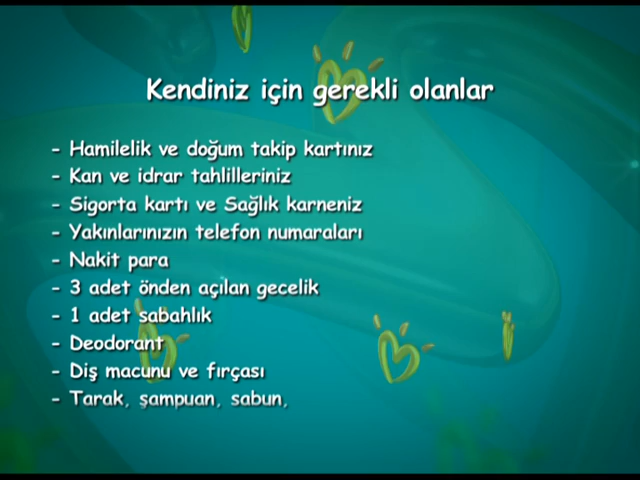 Kendiniz için gerekli olanlar
- Hamilelik ve doğum takip kartınız
- Kan ve idrar tahlilleriniz
- Sigorta kartı ve Sağlık karneniz
- Yakınlarınızın telefon numaraları
- Nakit para
- 3 adet önden açılan gecelik
- 1 adet sabahlık
- Deodorant
- Diş macunu ve fırçası
- Tarak, şampuan, sabun,